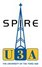 SPIRE
U3A
THE UNIVERSITY OF THE THIRD AGE